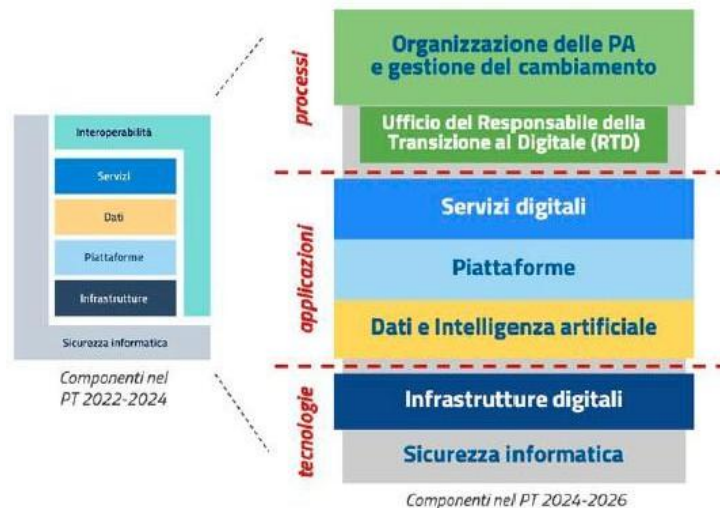 Interoperabilità
Servizi
Dati
Piattaforme
Infrastrutture
Sicurezza informatica
Componenti nel
PT 2022-2024
processi
Organizzazione delle PA
e gestione del cambiamento
Ufficio del Responsabile della
Transizione al Digitale (RTD)
applicazioni
Servizi digitali
Piattaforme
Dati e Intelligenza artificiale
tecnologie
Infrastrutture digitali
Sicurezza informatica
Componenti nel PT 2024-2026